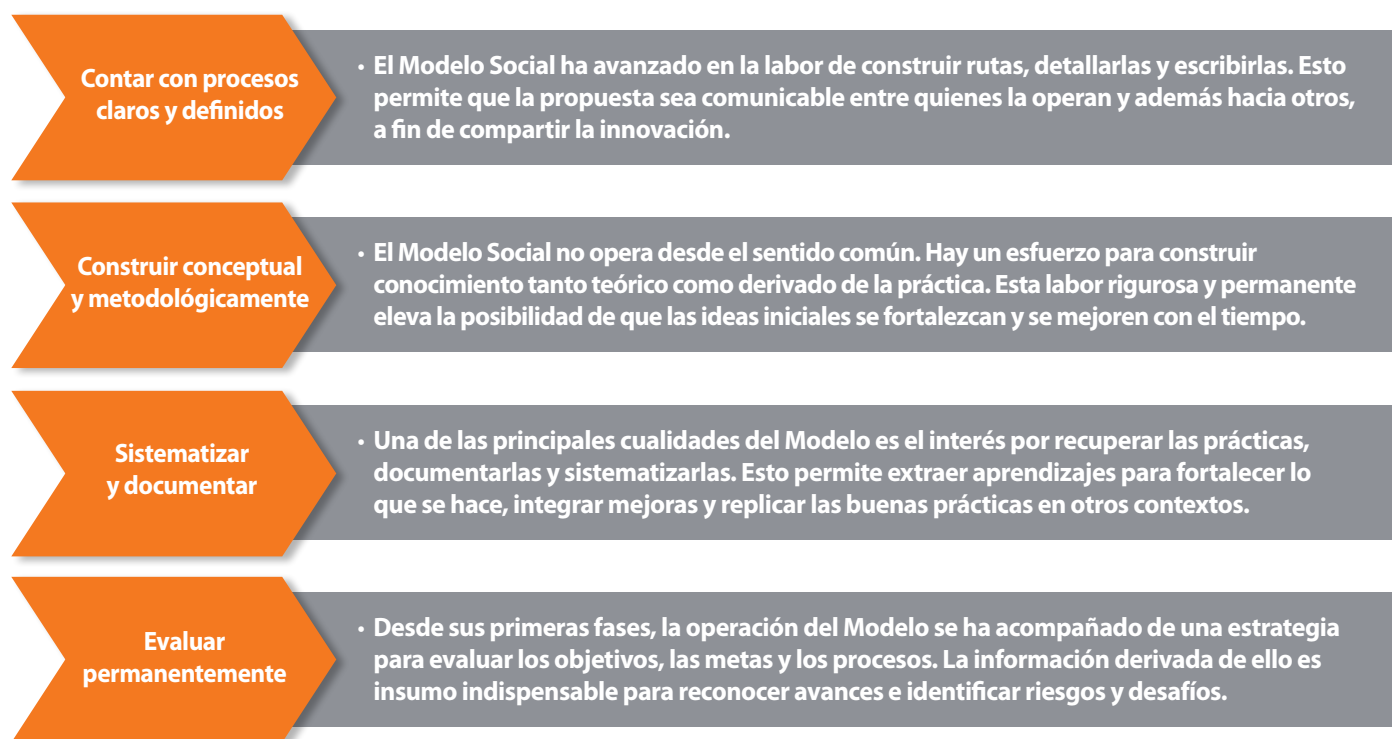 Contar con procesos
claros y definidos
• El Modelo Social ha avanzado en la labor de construir rutas, detallarlas y escribirlas. Esto
permite que la propuesta sea comunicable entre quienes la operan y además hacia otros,
a fin de compartir la innovación.
Construir conceptual
y metodológicamente
• El Modelo Social no opera desde el sentido común. Hay un esfuerzo para construir
conocimiento tanto teórico como derivado de la práctica. Esta labor rigurosa y permanente
eleva la posibilidad de que las ideas iniciales se fortalezcan y se mejoren con el tiempo.
Sistematizar
y documentar
• Una de las principales cualidades del Modelo es el interés por recuperar las prácticas,
documentarlas y sistematizarlas. Esto permite extraer aprendizajes para fortalecer lo
que se hace, integrar mejoras y replicar las buenas prácticas en otros contextos.
Evaluar
permanentemente
• Desde sus primeras fases, la operación del Modelo se ha acompañado de una estrategia
para evaluar los objetivos, las metas y los procesos. La información derivada de ello es
insumo indispensable para reconocer avances e identificar riesgos y desafíos.